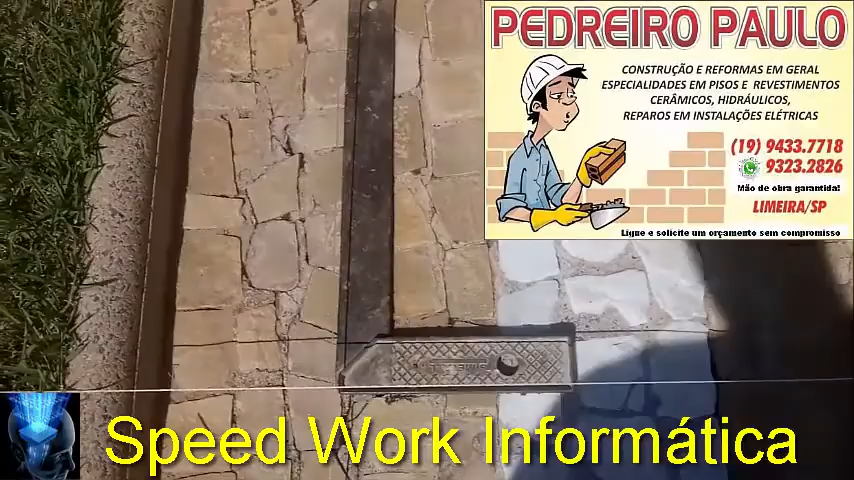 PEDREIRO PAULO
CONSTRUÇÃO E REFORMAS EM GERAL
ESPECIALIDADES EM PISOS E REVESTIMENTOS
CERÂMICOS, HIDRÁULICOS,
REPAROS EM INSTALAÇÕES ELÉTRICAS
(19) 9433.7718
9323.2826
Mão de obra garantida!
LIMEIRA/SP
Ligue e solicite um orçamento sem compromisso
Speed Work Informática